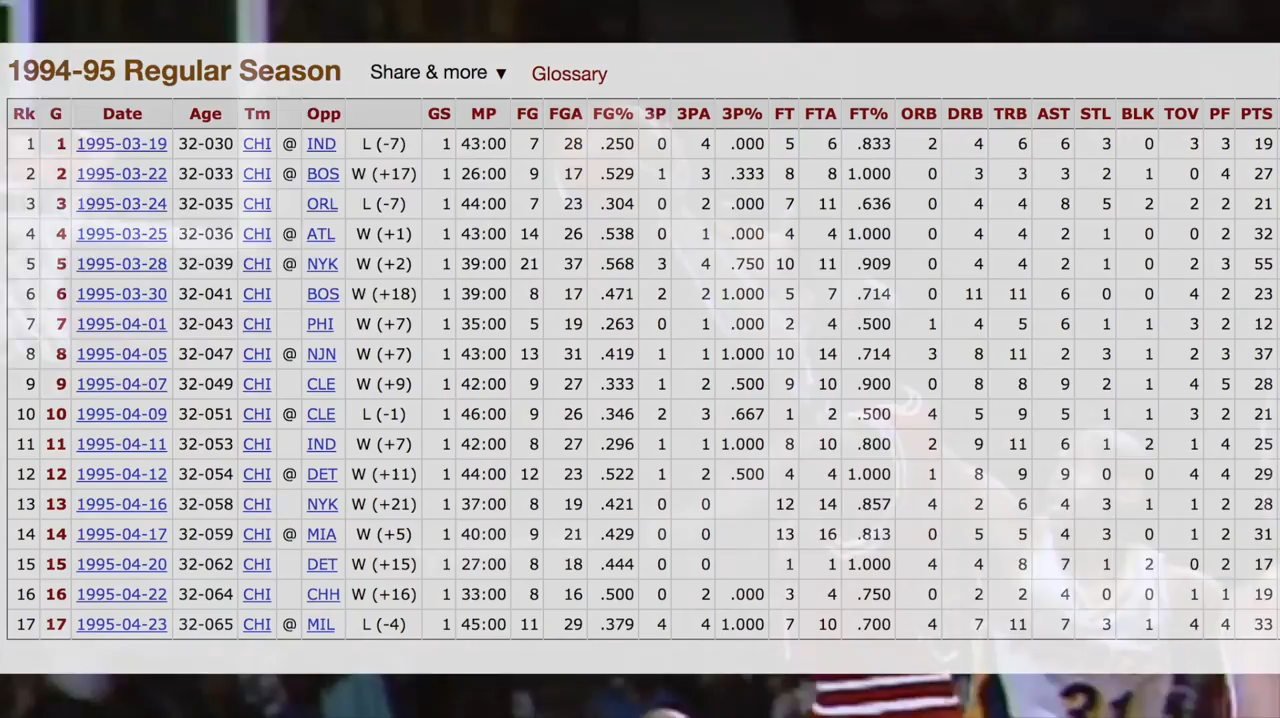 1994-95 Regular Season Share & more ▼ Glossary
Rk G Date Age Tm Opp GS MP FG FGA FG% 3P 3PA 3P% FT FTA FT% ORB DRB TRB AST STL BLK TOV PF PTS
1 1 1995-03-19 32-030 CHI @ IND L (-7) 1 43:00 7 28 .250 0 4 .000 5 6 .833 2 4 6 6 3 0 3 3 19
2 2 1995-03-22 32-033 CHI @ BOS W (+17) 1 26:00 9 17 .529 1 3 .333 8 8 1.000 0 3 3 3 2 1 0 4 27
3 3 1995-03-24 32-035 CHI ORL L (-7) 1 44:00 7 23 .304 0 2 .000 7 11 .636 0 4 4 8 5 2 2 2 21
4 4 1995-03-25 32-036 CHI @ ATL W (+1) 1 43:00 14 26 .538 0 1 .000 4 4 1.000 0 4 4 2 1 0 0 2 32
5 5 1995-03-28 32-039 CHI @ NYK W (+2) 1 39:00 21 37 .568 3 4 .750 10 11 .909 0 4 4 2 1 0 2 3 55
6 6 1995-03-30 32-041 CHI BOS W (+18) 1 39:00 8 17 .471 2 2 1.000 5 7 .714 0 11 11 6 0 0 4 2 23
7 7 1995-04-01 32-043 CHI PHI W (+7) 1 35:00 5 19 .263 0 1 .000 2 4 .500 1 4 5 6 1 1 3 2 12
8 8 1995-04-05 32-047 CHI @ NJN W (+7) 1 43:00 13 31 .419 1 1 1.000 10 14 .714 3 8 11 2 3 1 2 3 37
9 9 1995-04-07 32-049 CHI CLE W (+9) 1 42:00 9 27 .333 1 2 .500 9 10 .900 0 8 8 9 2 1 4 5 28
10 10 1995-04-09 32-051 CHI @ CLE L (-1) 1 46:00 9 26 .346 2 3 .667 1 2 .500 4 5 9 5 1 1 3 2 21
11 11 1995-04-11 32-053 CHI IND W (+7) 1 42:00 8 27 .296 1 1 1.000 8 10 .800 2 9 11 6 1 2 1 4 25
12 12 1995-04-12 32-054 CHI @ DET W (+11) 1 44:00 12 23 .522 1 2 .500 4 4 1.000 1 8 9 9 0 0 4 4 29
13 13 1995-04-16 32-058 CHI NYK W (+21) 1 37:00 8 19 .421 0 0 12 14 .857 4 2 6 4 3 1 1 2 28
14 14 1995-04-17 32-059 CHI @ MIA W (+5) 1 40:00 9 21 .429 0 0 13 16 .813 0 5 5 4 3 0 1 2 31
15 15 1995-04-20 32-062 CHI DET W (+15) 1 27:00 8 18 .444 0 0 1 1 1.000 4 4 8 7 1 2 0 2 17
16 16 1995-04-22 32-064 CHI CHH W (+16) 1 33:00 8 16 .500 0 2 .000 3 4 .750 0 2 2 4 0 0 1 1 19
17 17 1995-04-23 32-065 CHI @ MIL L (-4) 1 45:00 11 29 .379 4 4 1.000 7 10 .700 4 7 11 7 3 1 4 4 33
31